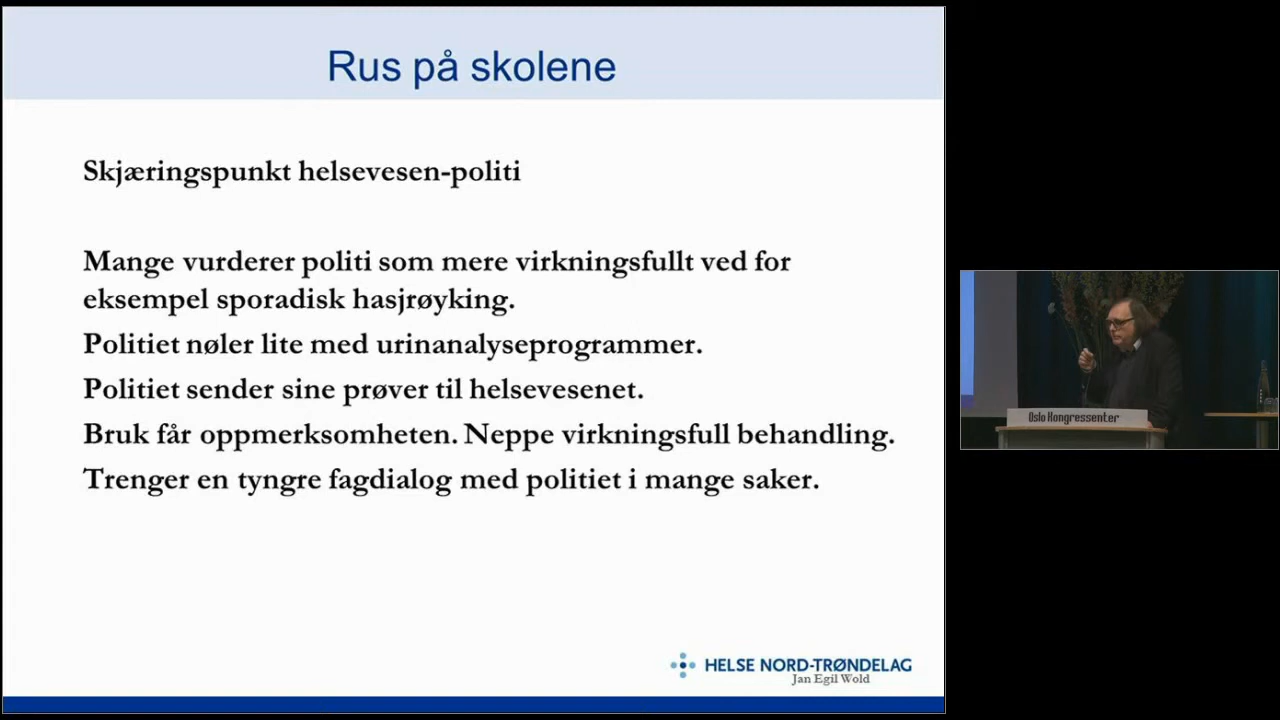 Rus på skolene
Skjæringspunkt helsevesen-politi
Mange vurderer politi som mere virkningsfullt ved for
eksempel sporadisk hasjrøyking.
Politiet nøler lite med urinanalyseprogrammer.
Politiet sender sine prøver til helsevesenet.
Bruk får oppmerksomheten. Neppe virkningsfull behandling.
Trenger en tyngre fagdialog med politiet i mange saker.
HELSE NORD-TRØNDELAG
Jan Egil Wold
Oslo Kongressenter